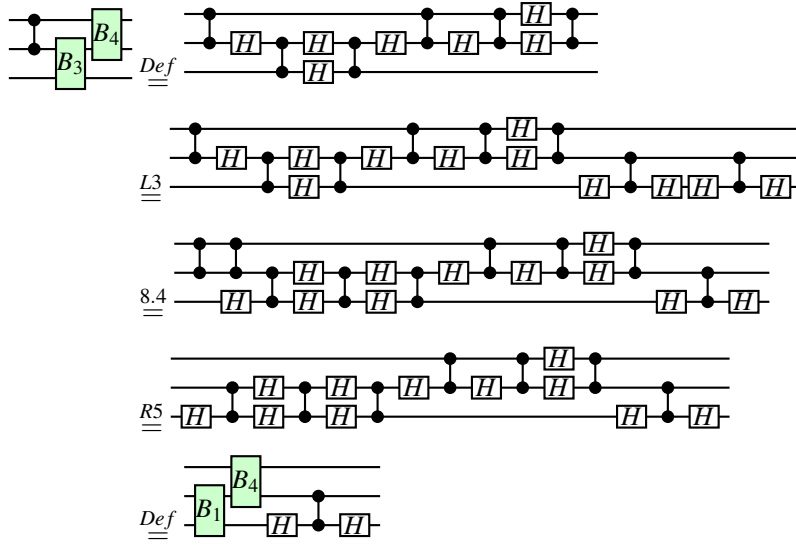 B₄ H
B₃ H H H H H
Def = H
H
H H H H H
L3 = H H H H H
H
H H H H H
8.4 = H H H H H
H
H H H H H
R5 = H H H H H
B₄
Def = B₁ H H